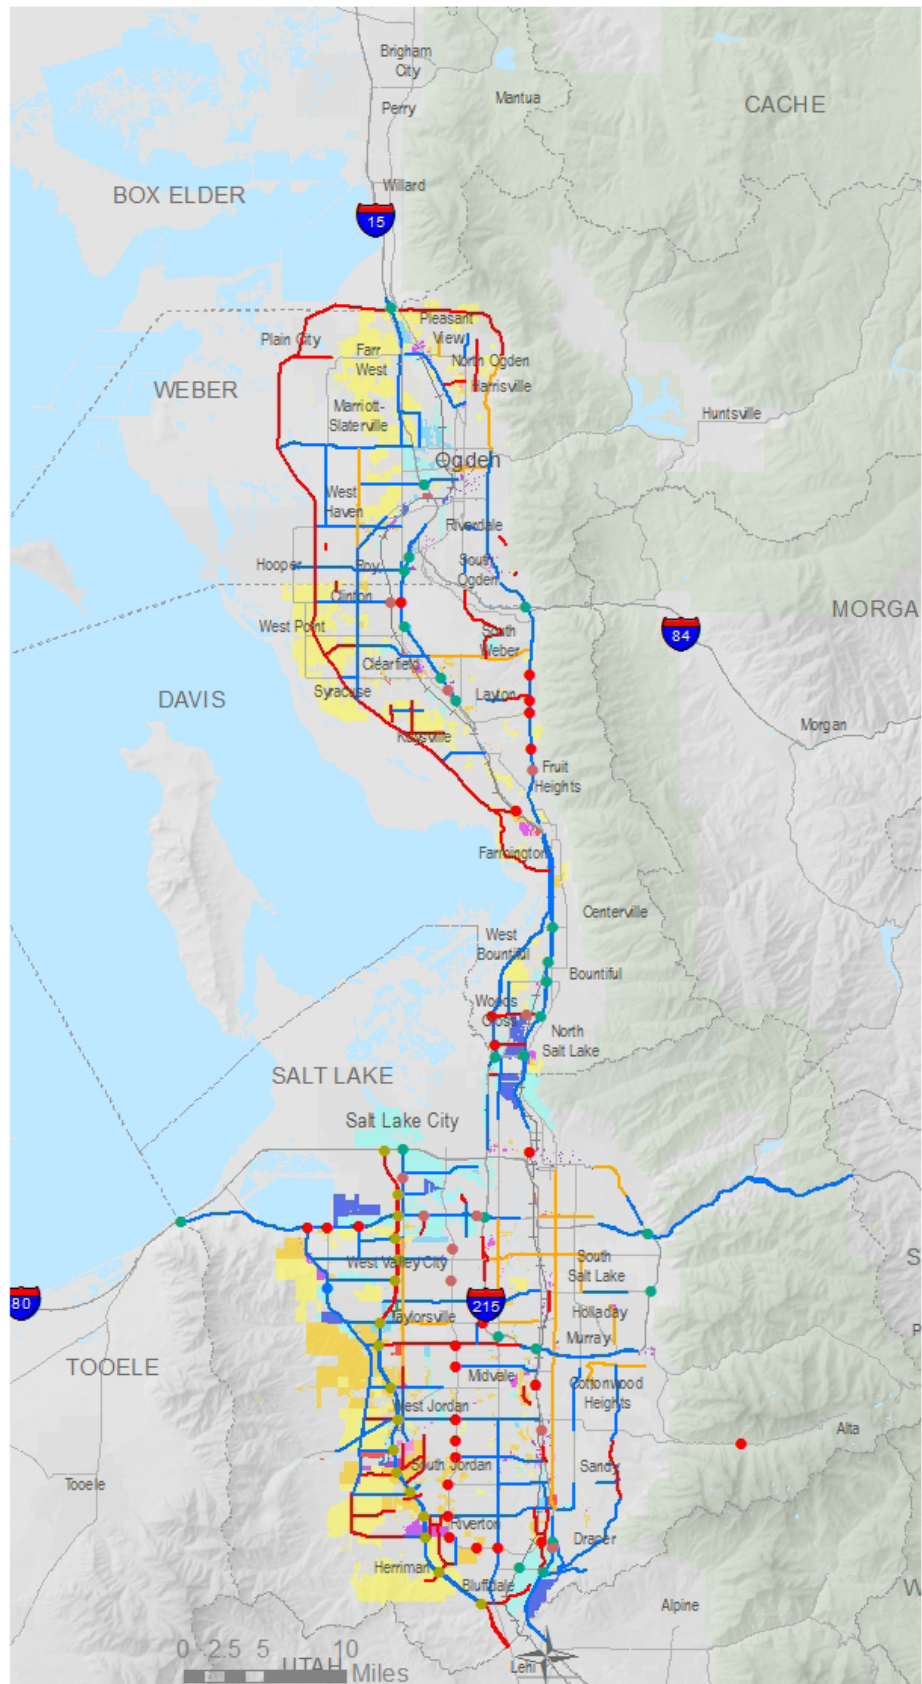 Brigham
City
CACHE
Mantua
Perry
BOX ELDER
Willard
15
Pleasant
View
Plain City
Farr
West
North Ogden
WEBER
Harrisville
Marriott-
Slaterville
Huntsville
Ogden
West
Haven
Riverdale
Hooper
Roy
South
Ogden
Clinton
MORGA
West Point
South
Weber
84
Clearfield
Syracuse
Layton
DAVIS
Morgan
Kaysville
Fruit
Heights
Farmington
Centerville
West
Bountiful
Bountiful
Woods
Cross
North
Salt Lake
SALT LAKE
Salt Lake City
S
West Valley City
South
Salt Lake
80
215
Taylorsville
Holladay
P
Murray
TOOELE
Midvale
Cottonwood
Heights
West Jordan
Alta
South Jordan
Sandy
Tooele
Riverton
Draper
Herriman
Bluffdale
W
Alpine
0 2.5 5 10
Miles
UTAH
Lehi